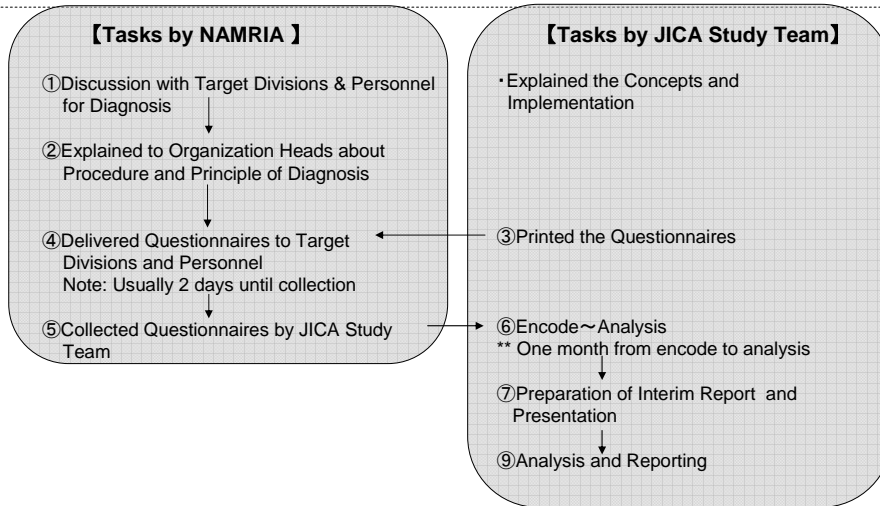 【Tasks by NAMRIA 】
①Discussion with Target Divisions & Personnel
for Diagnosis
②Explained to Organization Heads about
Procedure and Principle of Diagnosis
④Delivered Questionnaires to Target
Divisions and Personnel
Note: Usually 2 days until collection
⑤Collected Questionnaires by JICA Study
Team
【Tasks by JICA Study Team】
・Explained the Concepts and
Implementation
③Printed the Questionnaires
⑥Encode～Analysis
** One month from encode to analysis
⑦Preparation of Interim Report and
Presentation
⑨Analysis and Reporting